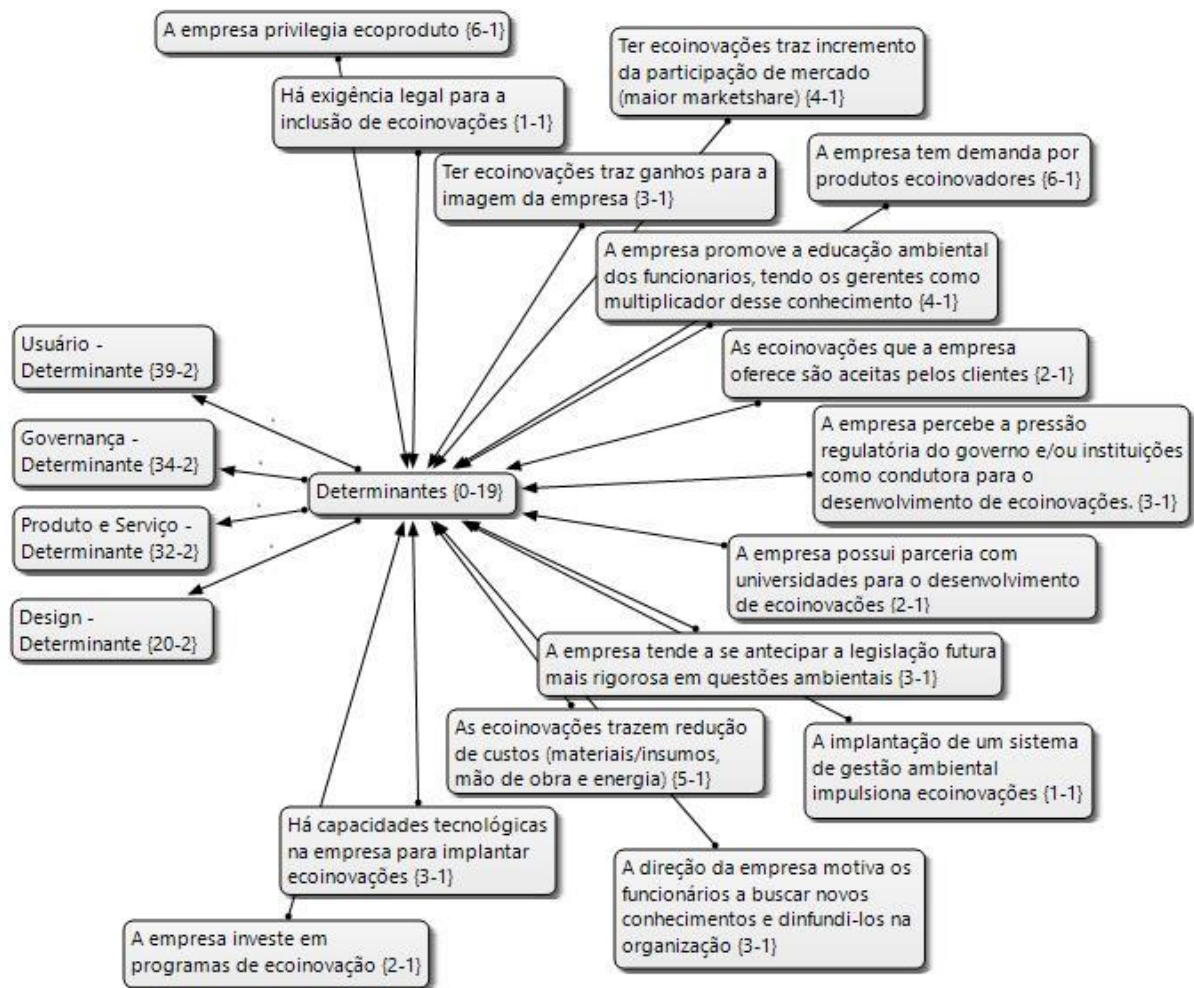 A empresa privilegia ecoproduto {6-1}
Há exigência legal para a
inclusão de ecoinovações {1-1}
Ter ecoinovações traz incremento
da participação de mercado
(maior marketshare) {4-1}
Ter ecoinovações traz ganhos para a
imagem da empresa {3-1}
A empresa tem demanda por
produtos ecoinovadores {6-1}
A empresa promove a educação ambiental
dos funcionarios, tendo os gerentes como
multiplicador desse conhecimento {4-1}
Usuário -
Determinante {39-2}
As ecoinovações que a empresa
oferece são aceitas pelos clientes {2-1}
Governança -
Determinante {34-2}
A empresa percebe a pressão
regulatória do governo e/ou instituições
como condutora para o
desenvolvimento de ecoinovações. {3-1}
Determinantes {0-19}
Produto e Serviço -
Determinante {32-2}
A empresa possui parceria com
universidades para o desenvolvimento
de ecoinovacões {2-1}
Design -
Determinante {20-2}
A empresa tende a se antecipar a legislação futura
mais rigorosa em questões ambientais {3-1}
As ecoinovações trazem redução
de custos (materiais/insumos,
mão de obra e energia) {5-1}
A implantação de um sistema
de gestão ambiental
impulsiona ecoinovações {1-1}
Há capacidades tecnológicas
na empresa para implantar
ecoinovações {3-1}
A direção da empresa motiva os
funcionários a buscar novos
conhecimentos e dinfundi-los na
organização {3-1}
A empresa investe em
programas de ecoinovação {2-1}